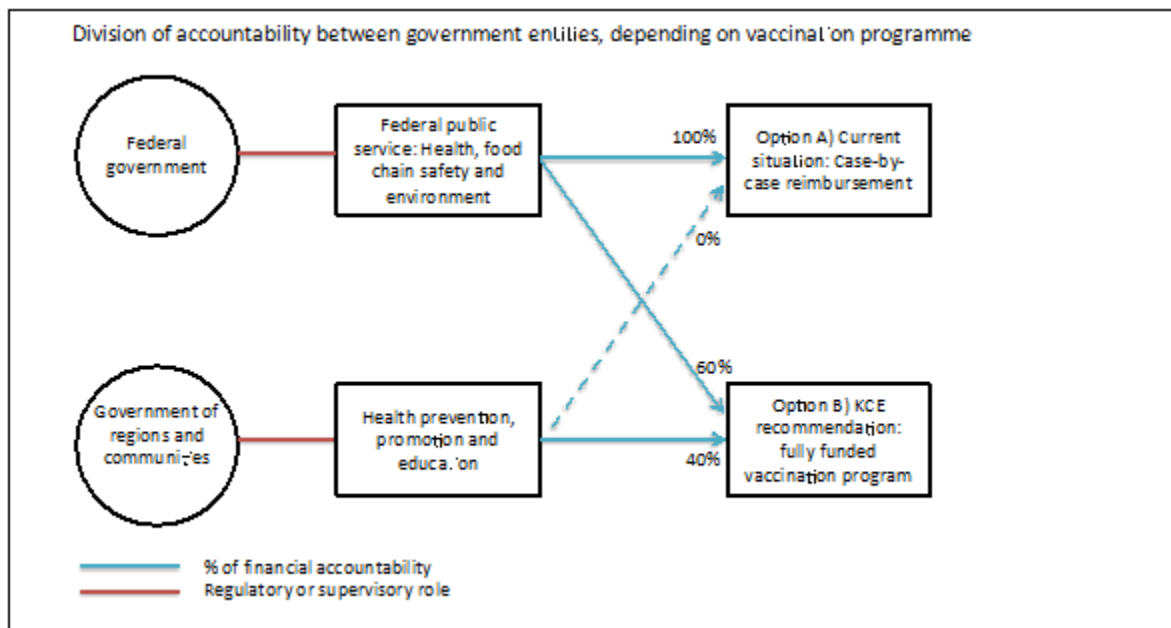 Division of accountability between government entities, depending on vaccination programme
Federal
government
Federal public
service: Health, food
chain safety and
environment
100%
Option A) Current
situation: Case-by-
case reimbursement
0%
Government of
regions and
communities
Health prevention,
promotion and
education
60%
40%
Option B) KCE
recommendation:
fully funded
vaccination program
% of financial accountability
Regulatory or supervisory role